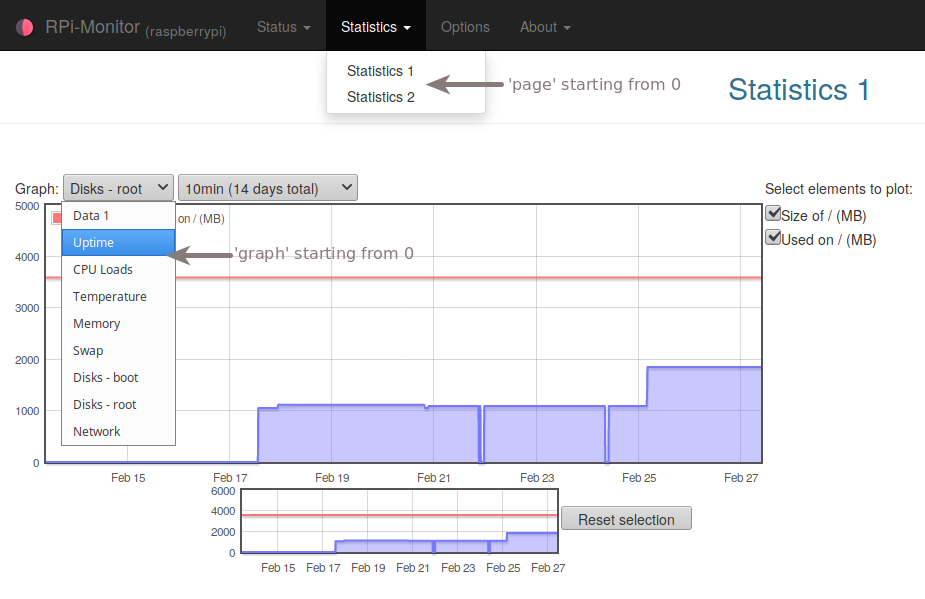 RPi-Monitor (raspberrypi) Status Statistics Options About
Statistics 1
Statistics 2
'page' starting from 0
Statistics 1
Graph: Disks - root 10min (14 days total)
Select elements to plot:
Size of / (MB)
Used on / (MB)
on / (MB)
Data 1
Uptime
CPU Loads
Temperature
Memory
Swap
Disks - boot
Disks - root
Network
'graph' starting from 0
5000
4000
3000
2000
1000
0
Feb 15 Feb 17 Feb 19 Feb 21 Feb 23 Feb 25 Feb 27
6000
4000
2000
0
Feb 15 Feb 17 Feb 19 Feb 21 Feb 23 Feb 25 Feb 27
Reset selection